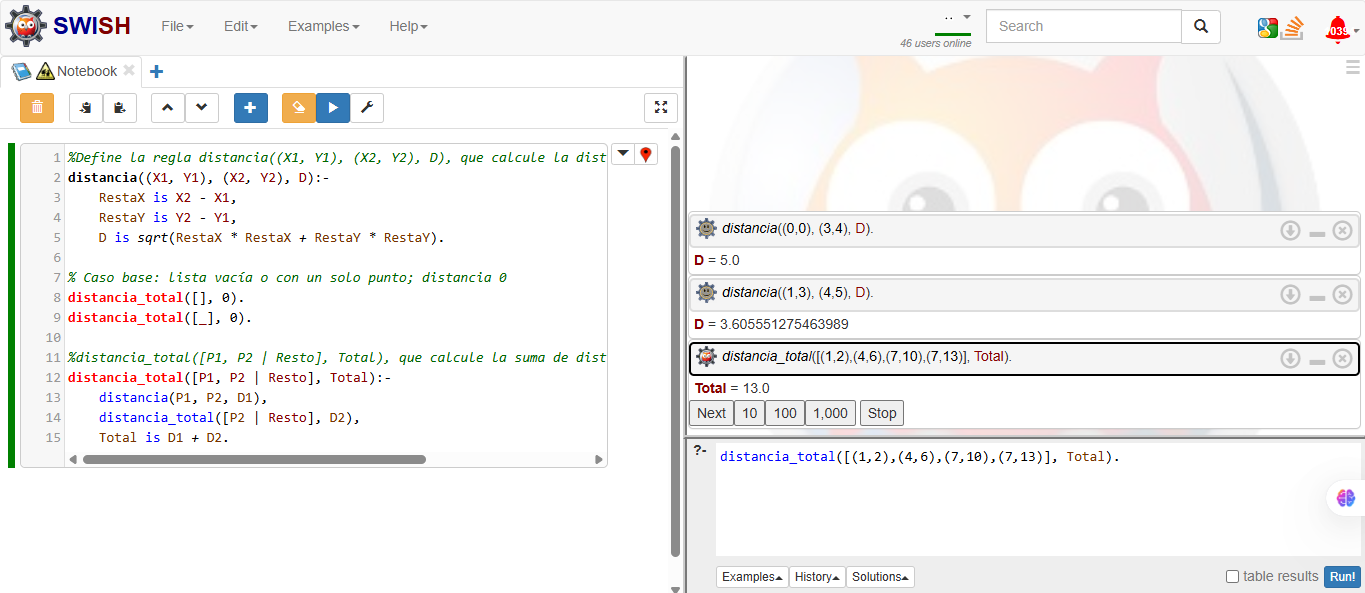 SWISH File Edit Examples Help
46 users online
Search
039
Notebook
1 %Define la regla distancia((X1, Y1), (X2, Y2), D), que calcule la dist
2 distancia((X1, Y1), (X2, Y2), D):-
3 RestaX is X2 - X1,
4 RestaY is Y2 - Y1,
5 D is sqrt(RestaX * RestaX + RestaY * RestaY).
6
7 % Caso base: lista vacía o con un solo punto; distancia 0
8 distancia_total([], 0).
9 distancia_total([_], 0).
10
11 %distancia_total([P1, P2 | Resto], Total), que calcule la suma de dist
12 distancia_total([P1, P2 | Resto], Total):-
13 distancia(P1, P2, D1),
14 distancia_total([P2 | Resto], D2),
15 Total is D1 + D2.
distancia((0,0), (3,4), D).
D = 5.0
distancia((1,3), (4,5), D).
D = 3.605551275463989
distancia_total([(1,2),(4,6),(7,10),(7,13)], Total).
Total = 13.0
Next 10 100 1,000 Stop
?- distancia_total([(1,2),(4,6),(7,10),(7,13)], Total).
Examples History Solutions table results Run!